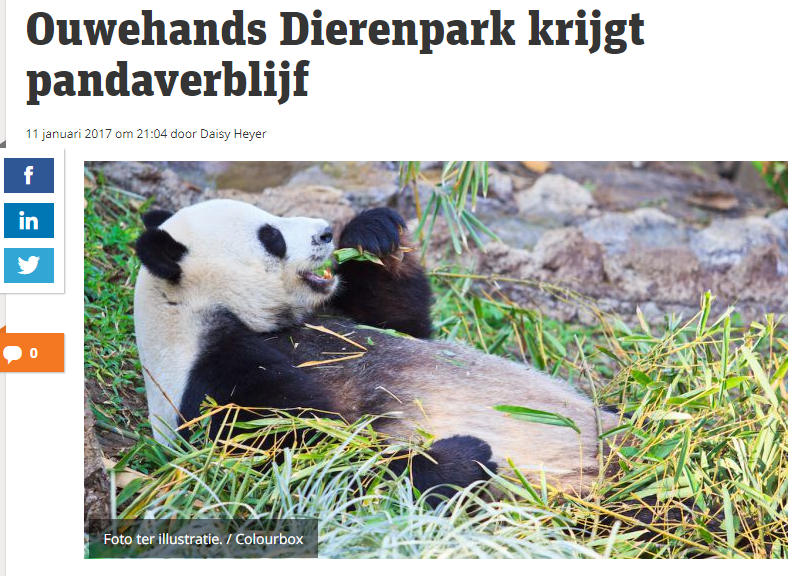 Ouwehands Dierenpark krijgt
pandaverblijf
11 januari 2017 om 21:04 door Daisy Heyer
f
in
0
Foto ter illustratie. / Colourbox